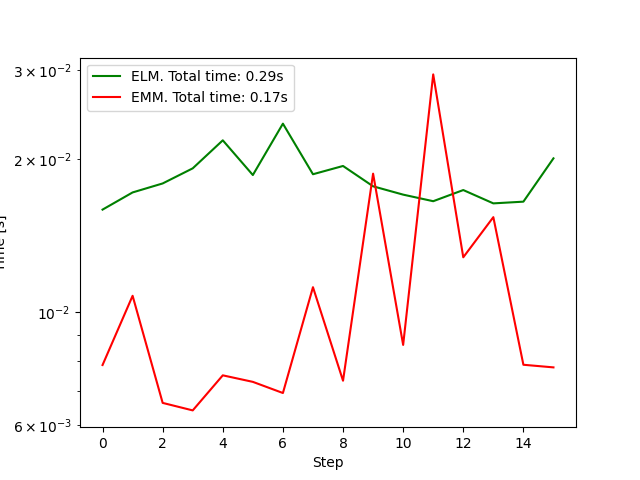 ELM. Total time: 0.29s
EMM. Total time: 0.17s
3 × 10⁻²
2 × 10⁻²
10⁻²
6 × 10⁻³
Time [s]
0 2 4 6 8 10 12 14
Step